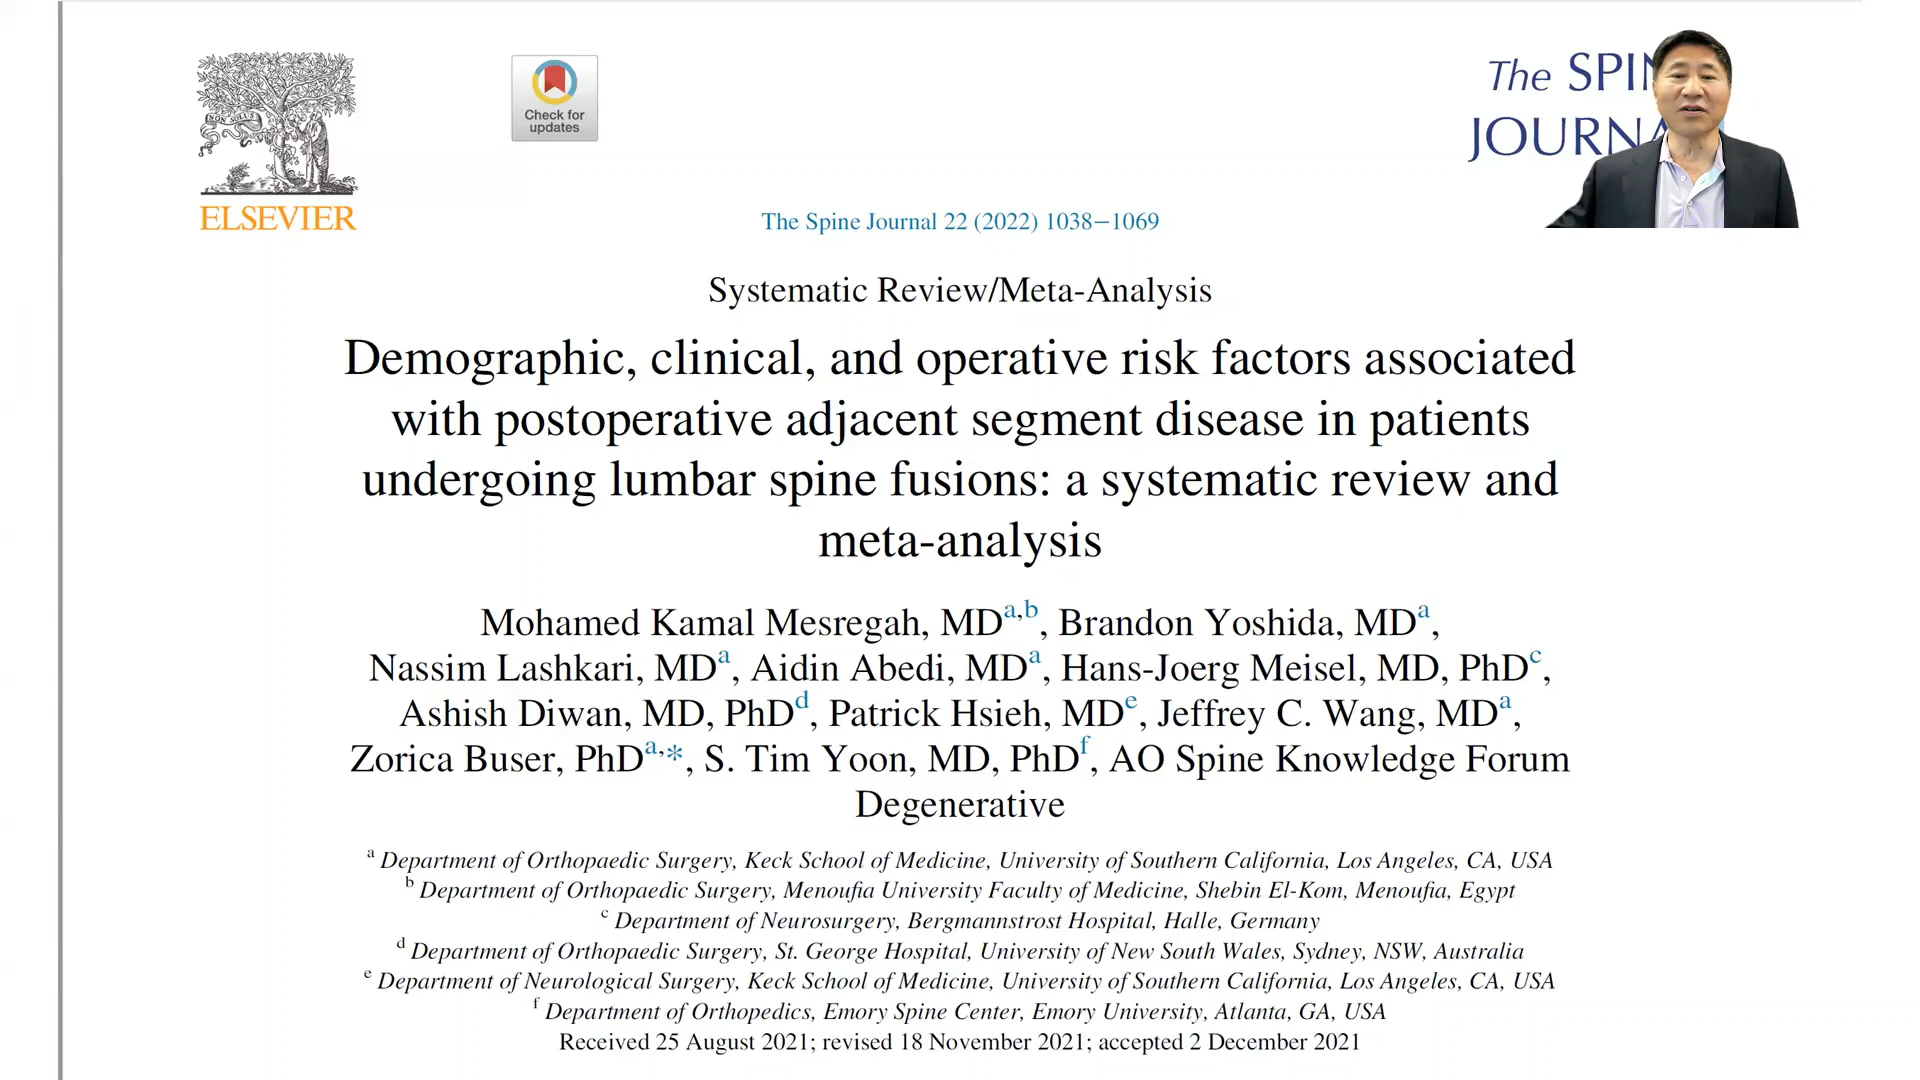 NON SOLUS
ELSEVIER
Check for
updates
The
JOURNA
The Spine Journal 22 (2022) 1038−1069
Systematic Review/Meta-Analysis
Demographic, clinical, and operative risk factors associated
with postoperative adjacent segment disease in patients
undergoing lumbar spine fusions: a systematic review and
meta-analysis
Mohamed Kamal Mesregah, MDa,b, Brandon Yoshida, MDa,
Nassim Lashkari, MDa, Aidin Abedi, MDa, Hans-Joerg Meisel, MD, PhDc,
Ashish Diwan, MD, PhDd, Patrick Hsieh, MDe, Jeffrey C. Wang, MDa,
Zorica Buser, PhDa,*, S. Tim Yoon, MD, PhDf, AO Spine Knowledge Forum
Degenerative
a Department of Orthopaedic Surgery, Keck School of Medicine, University of Southern California, Los Angeles, CA, USA
b Department of Orthopaedic Surgery, Menoufia University Faculty of Medicine, Shebin El-Kom, Menoufia, Egypt
c Department of Neurosurgery, Bergmannstrost Hospital, Halle, Germany
d Department of Orthopaedic Surgery, St. George Hospital, University of New South Wales, Sydney, NSW, Australia
e Department of Neurological Surgery, Keck School of Medicine, University of Southern California, Los Angeles, CA, USA
f Department of Orthopedics, Emory Spine Center, Emory University, Atlanta, GA, USA
Received 25 August 2021; revised 18 November 2021; accepted 2 December 2021